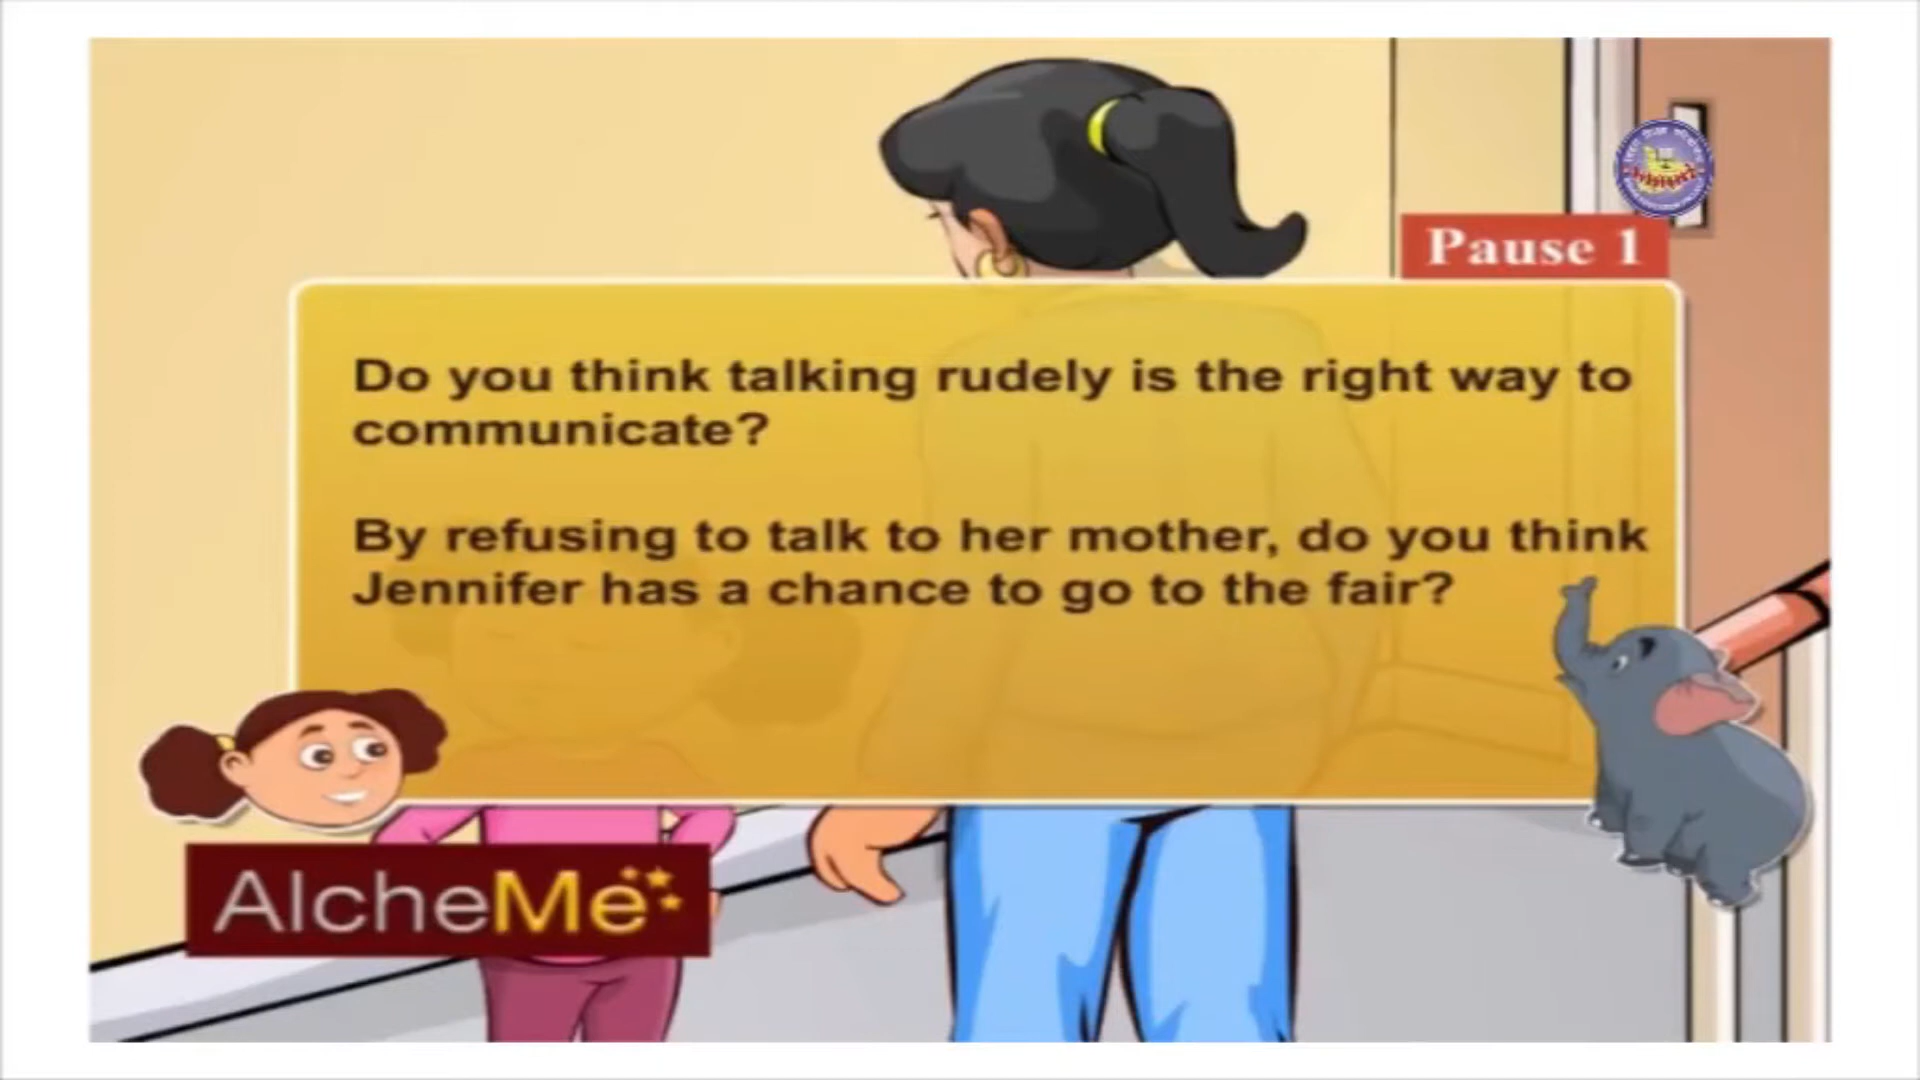 Pause 1
Do you think talking rudely is the right way to
communicate?
By refusing to talk to her mother, do you think
Jennifer has a chance to go to the fair?
AlcheMe